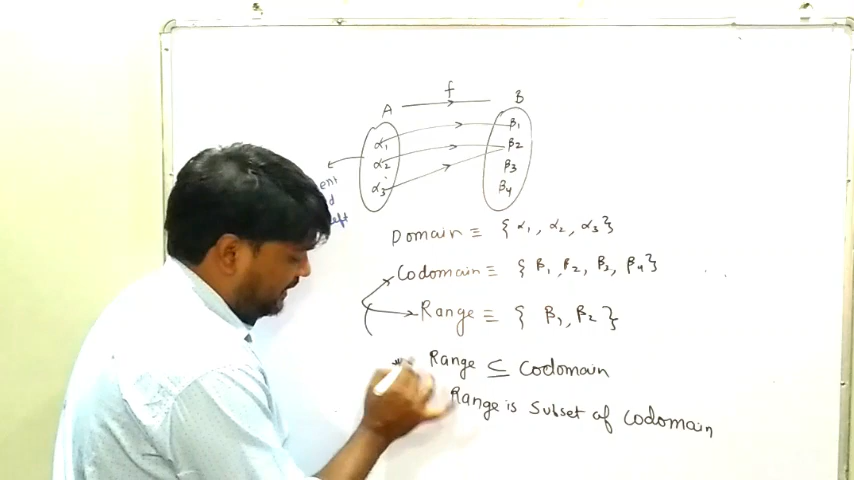 f
A B
α1 β1
α2 β2
α3 β3
β4
Domain ≡ {α1, α2, α3}
Codomain ≡ {β1, β2, β3, β4}
Range ≡ {β1, β2}
Range ⊆ Codomain
Range is Subset of codomain